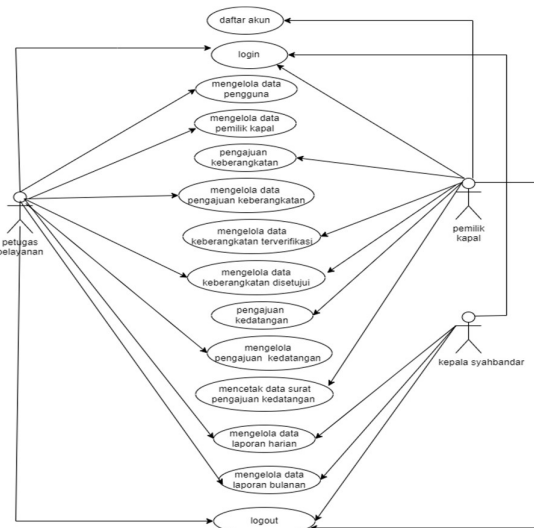 daftar akun
login
mengelola data
pengguna
mengelola data
pemilik kapal
pengajuan
keberangkatan
mengelola data
pengajuan keberangkatan
mengelola data
keberangkatan terverifikasi
mengelola data
keberangkatan disetujui
pengajuan
kedatangan
mengelola
pengajuan kedatangan
mencetak data surat
pengajuan kedatangan
mengelola data
laporan harian
mengelola data
laporan bulanan
logout
petugas
pelayanan
pemilik
kapal
kepala syahbandar